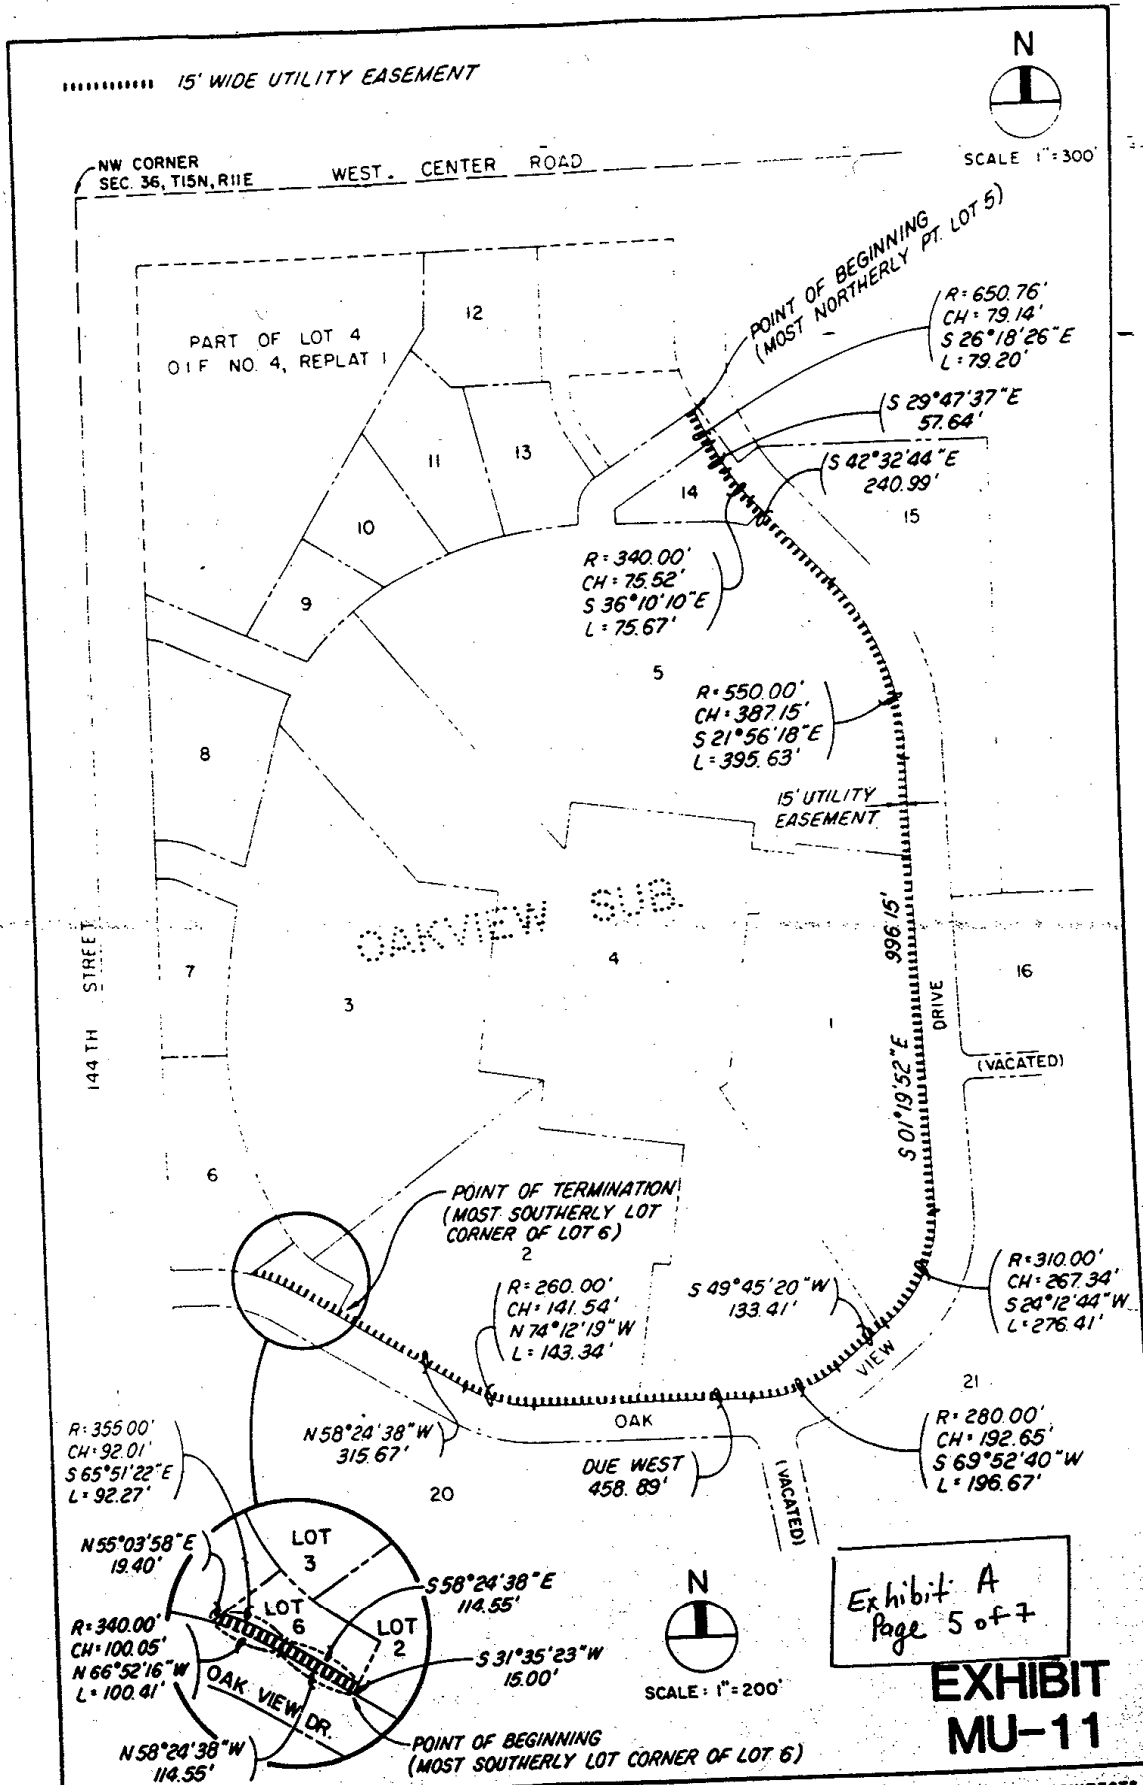 15' WIDE UTILITY EASEMENT
N
SCALE 1"=300'
NW CORNER
SEC. 36, T15N, R11E
WEST. CENTER ROAD
POINT OF BEGINNING
(MOST NORTHERLY PT. LOT 5)
R=650.76'
CH=79.14'
S 26°18'26"E
L=79.20'
12
PART OF LOT 4
OIF NO. 4, REPLAT 1
S 29°47'37"E
57.64'
S 42°32'44"E
240.99'
11
13
14
15
10
R=340.00'
CH=75.52'
S 36°10'10"E
L=75.67'
9
5
R=550.00'
CH=387.15'
S 21°56'18"E
L=395.63'
8
15' UTILITY
EASEMENT
OAKVIEW SUB.
996.15'
S 01°19'52"E
144TH STREET
7
3
4
1
16
DRIVE
(VACATED)
6
POINT OF TERMINATION
(MOST SOUTHERLY LOT
CORNER OF LOT 6)
2
R=260.00'
CH=141.54'
N 74°12'19"W
L=143.34'
S 49°45'20"W
133.41'
R=310.00'
CH=267.34'
S 24°12'44"W
L=276.41'
VIEW
21
OAK
N 58°24'38"W
315.67'
DUE WEST
458.89'
R=280.00'
CH=192.65'
S 69°52'40"W
L=196.67'
(VACATED)
20
R=355.00'
CH=92.01'
S 65°51'22"E
L=92.27'
N 55°03'58"E
19.40'
LOT
3
S 58°24'38"E
114.55'
LOT
6
LOT
2
R=340.00'
CH=100.05'
N 66°52'16"W
L=100.41'
S 31°35'23"W
15.00'
OAK VIEW DR.
N 58°24'38"W
114.55'
POINT OF BEGINNING
(MOST SOUTHERLY LOT CORNER OF LOT 6)
N
SCALE: 1"=200'
Exhibit A
Page 5 of 7
EXHIBIT
MU-11